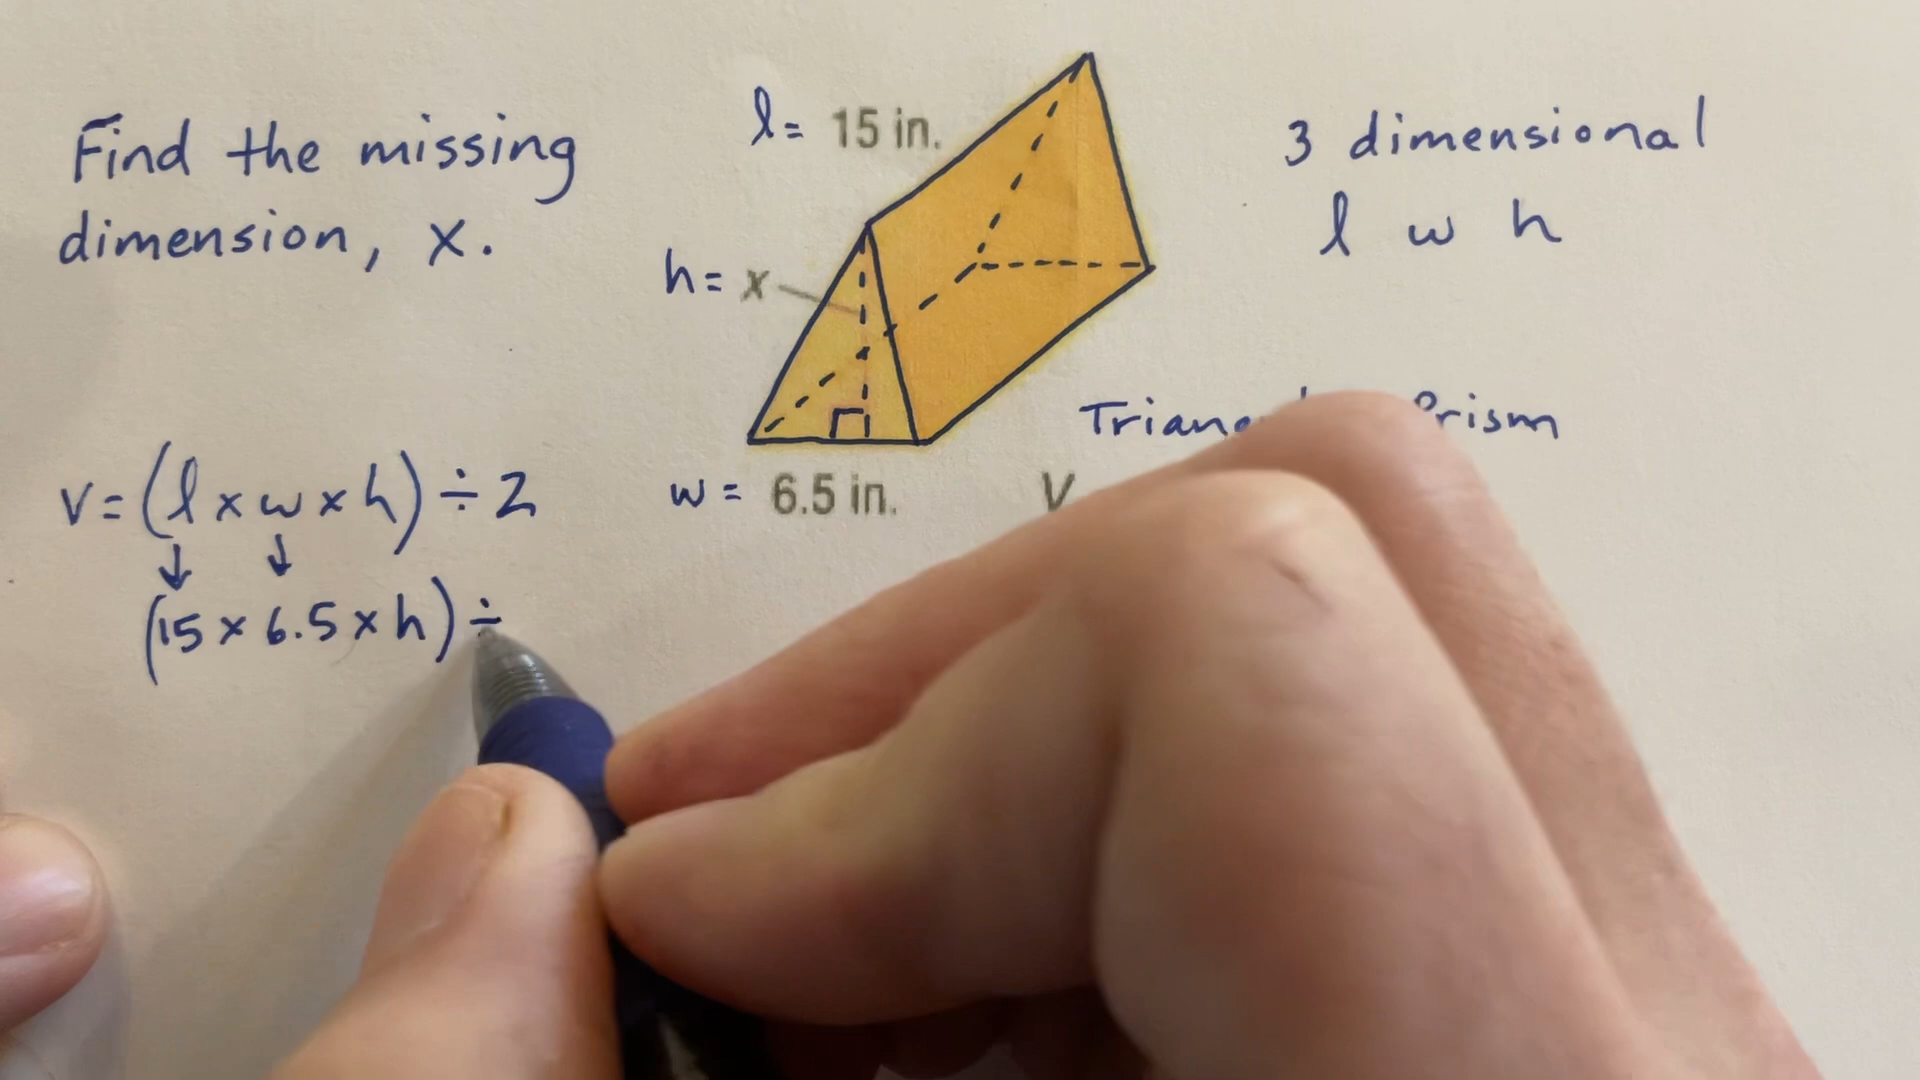 Find the missing
dimension, x.
l = 15 in.
h = x
w = 6.5 in.
3 dimensional
l w h
Prism
V
V = (l x w x h) ÷ 2
(15 x 6.5 x h) ÷